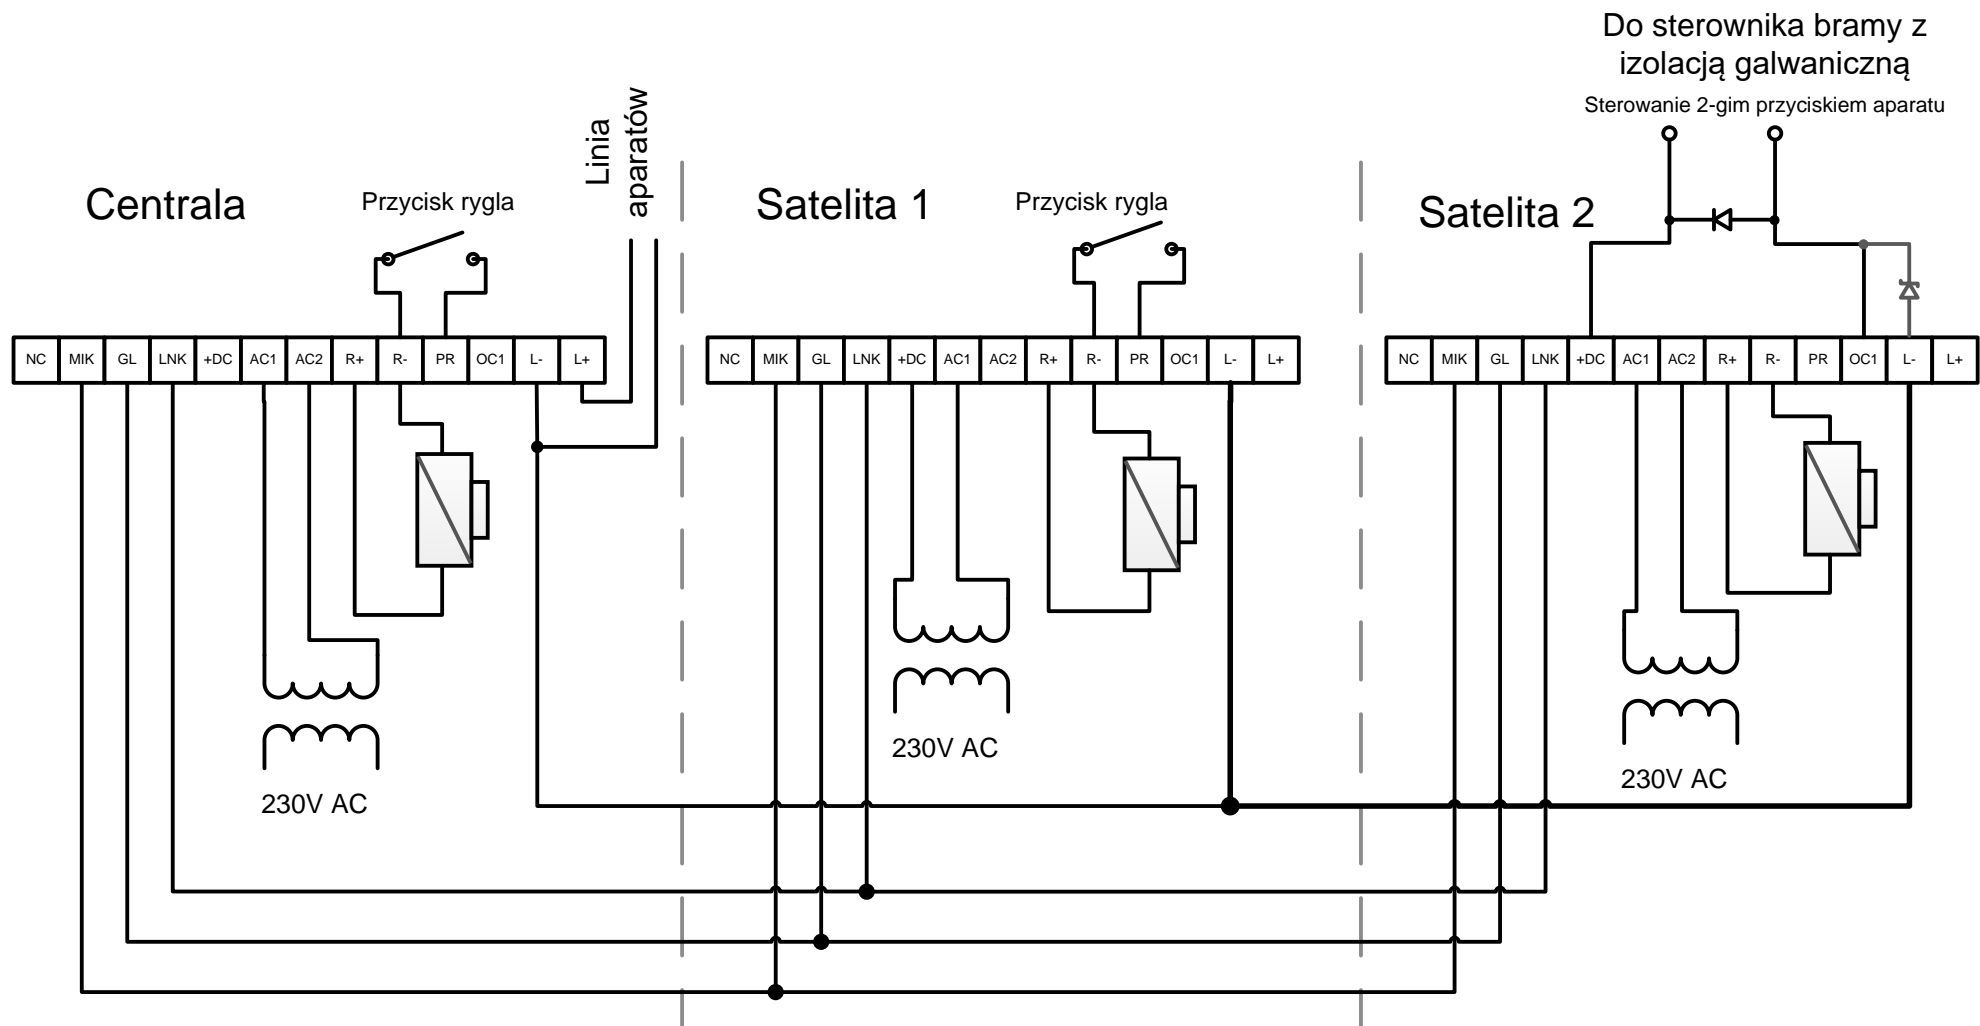 Do sterownika bramy z
izolacją galwaniczną
Sterowanie 2-gim przyciskiem aparatu
Linia
aparatów
Centrala
Przycisk rygla
Satelita 1
Przycisk rygla
Satelita 2
NC MIK GL LNK +DC AC1 AC2 R+ R- PR OC1 L- L+
NC MIK GL LNK +DC AC1 AC2 R+ R- PR OC1 L- L+
NC MIK GL LNK +DC AC1 AC2 R+ R- PR OC1 L- L+
230V AC
230V AC
230V AC